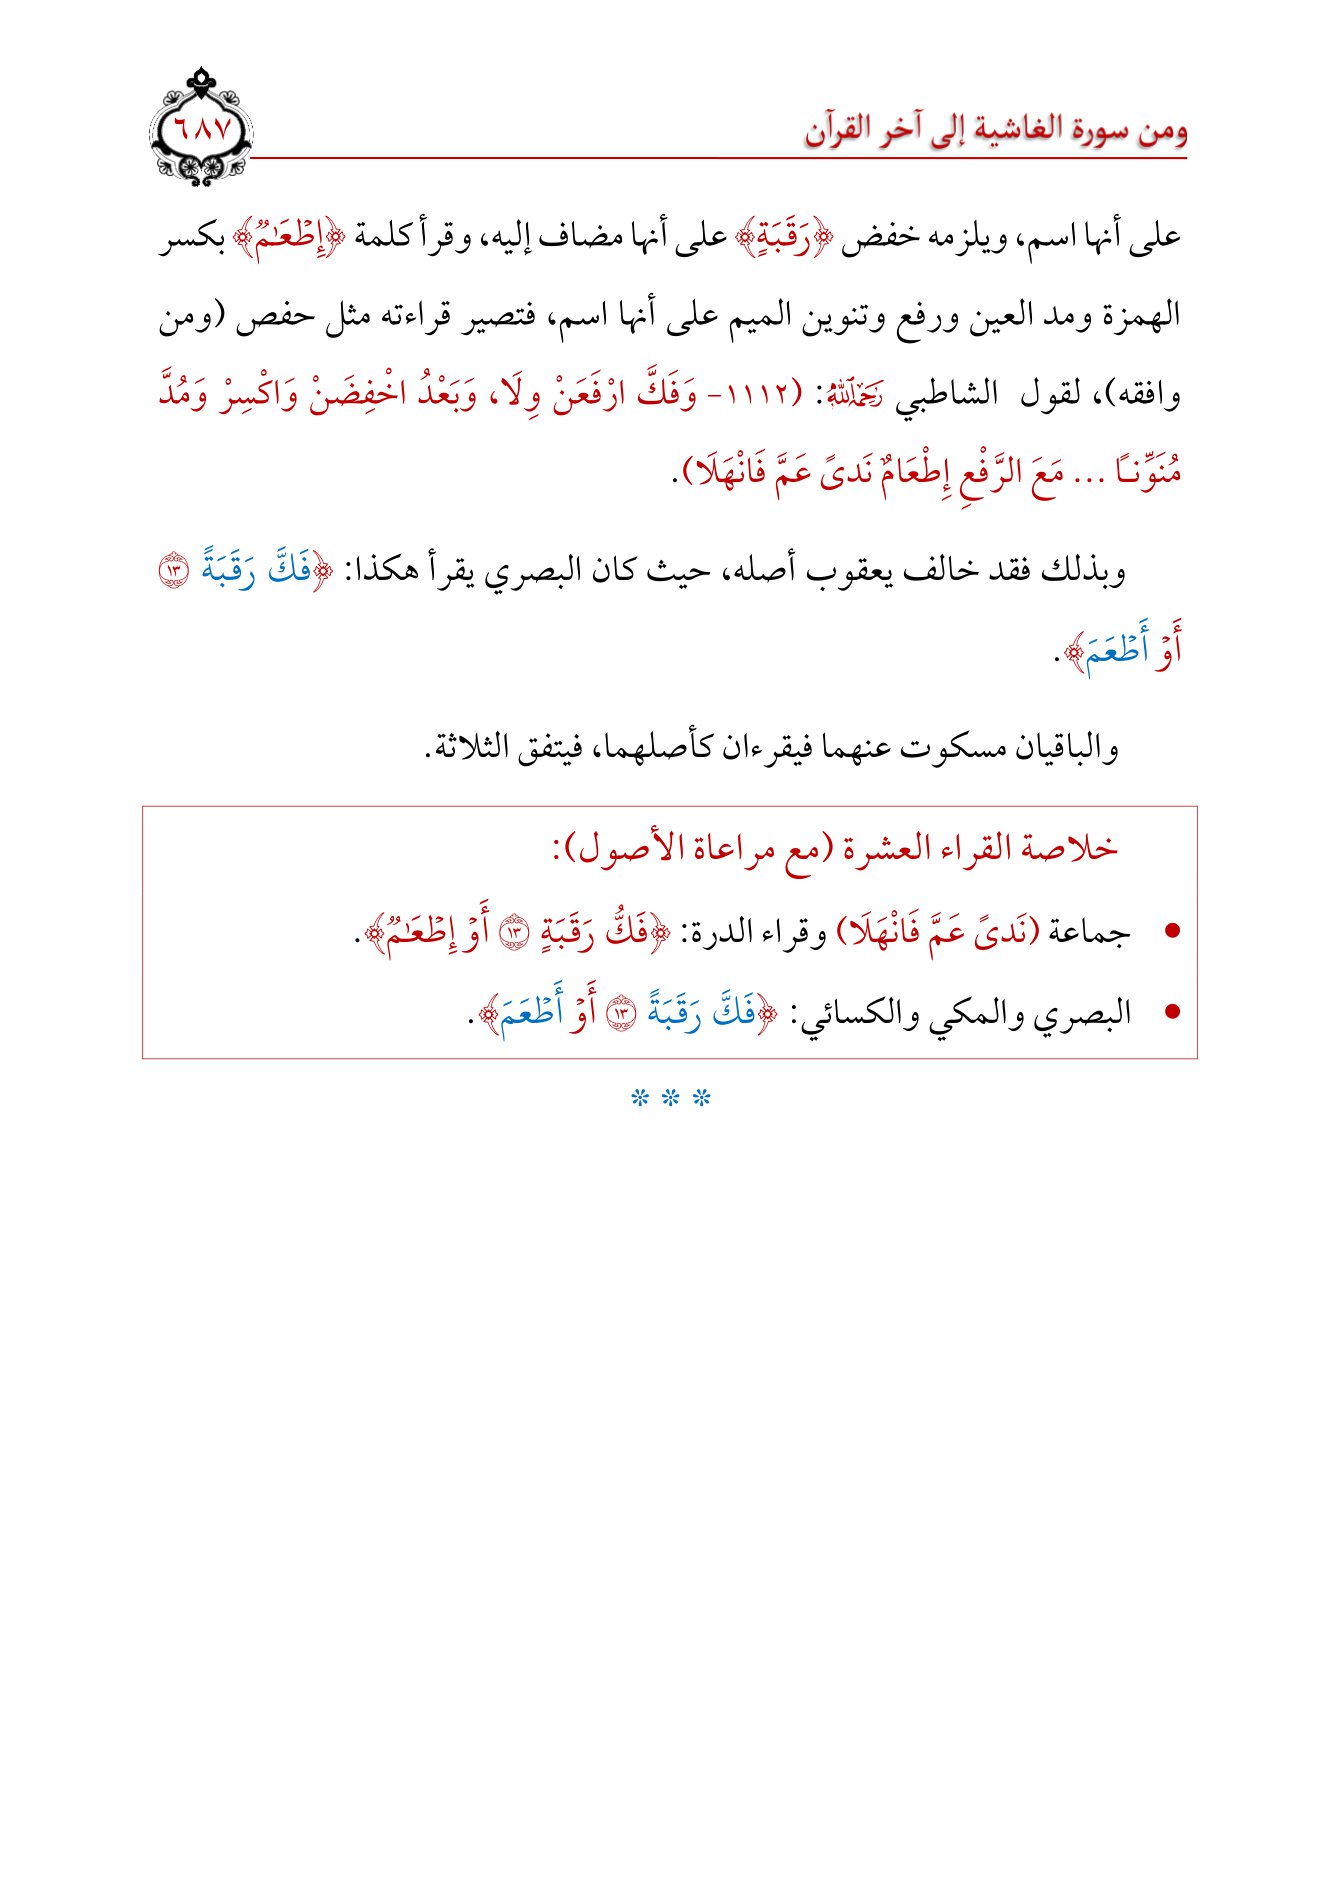 ومن سورة الغاشية إلى آخر القرآن
٦٨٧
على أنها اسم، ويلزمه خفض ﴿رَقَبَةٍ﴾ على أنها مضاف إليه، وقرأ كلمة ﴿إِطْعَٰمٌ﴾ بكسر
الهمزة ومد العين ورفع وتنوين الميم على أنها اسم، فتصير قراءته مثل حفص (ومن
وافقه)، لقول الشاطبي رَحِمَهُ ٱللَّهُ: (١١١٢- وَفَكَّ ارْفَعَنْ وِلَا، وَبَعْدُ اخْفِضَنْ وَاكْسِرْ وَمُدَّ
مُنَوِّنًا ... مَعَ الرَّفْعِ إِطْعَامٌ نَدىً عَمَّ فَانْهَلَا).
وبذلك فقد خالف يعقوب أصله، حيث كان البصري يقرأ هكذا: ﴿فَكَّ رَقَبَةً ١٣
أَوْ أَطْعَمَ﴾.
والباقيان مسكوت عنهما فيقرءان كأصلهما، فيتفق الثلاثة.
خلاصة القراء العشرة (مع مراعاة الأصول):
• جماعة (نَدىً عَمَّ فَانْهَلَا) وقراء الدرة: ﴿فَكُّ رَقَبَةٍ ١٣ أَوْ إِطْعَٰمٌ﴾.
• البصري والمكي والكسائي: ﴿فَكَّ رَقَبَةً ١٣ أَوْ أَطْعَمَ﴾.
* * *